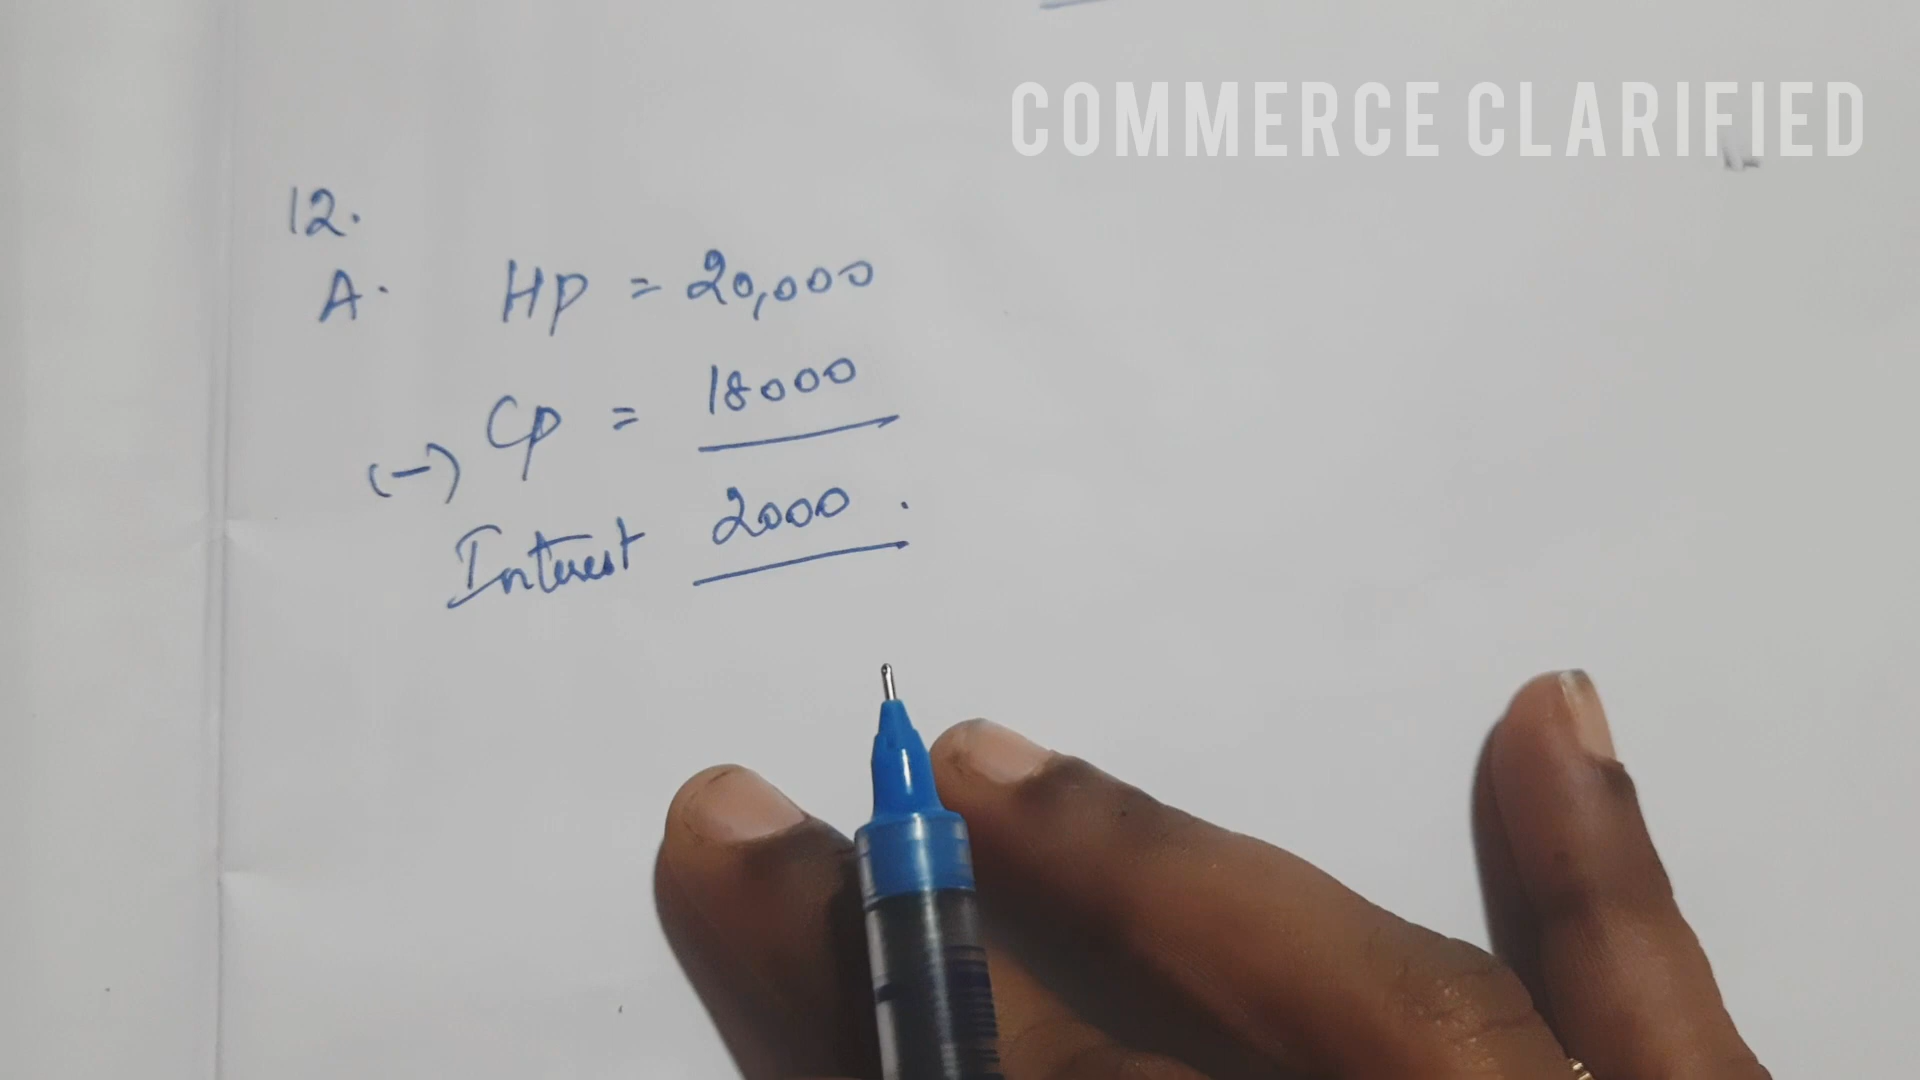 COMMERCE CLARIFIED
12.
A. HP = 20,000
(-) CP = 18000
Interest 2000.